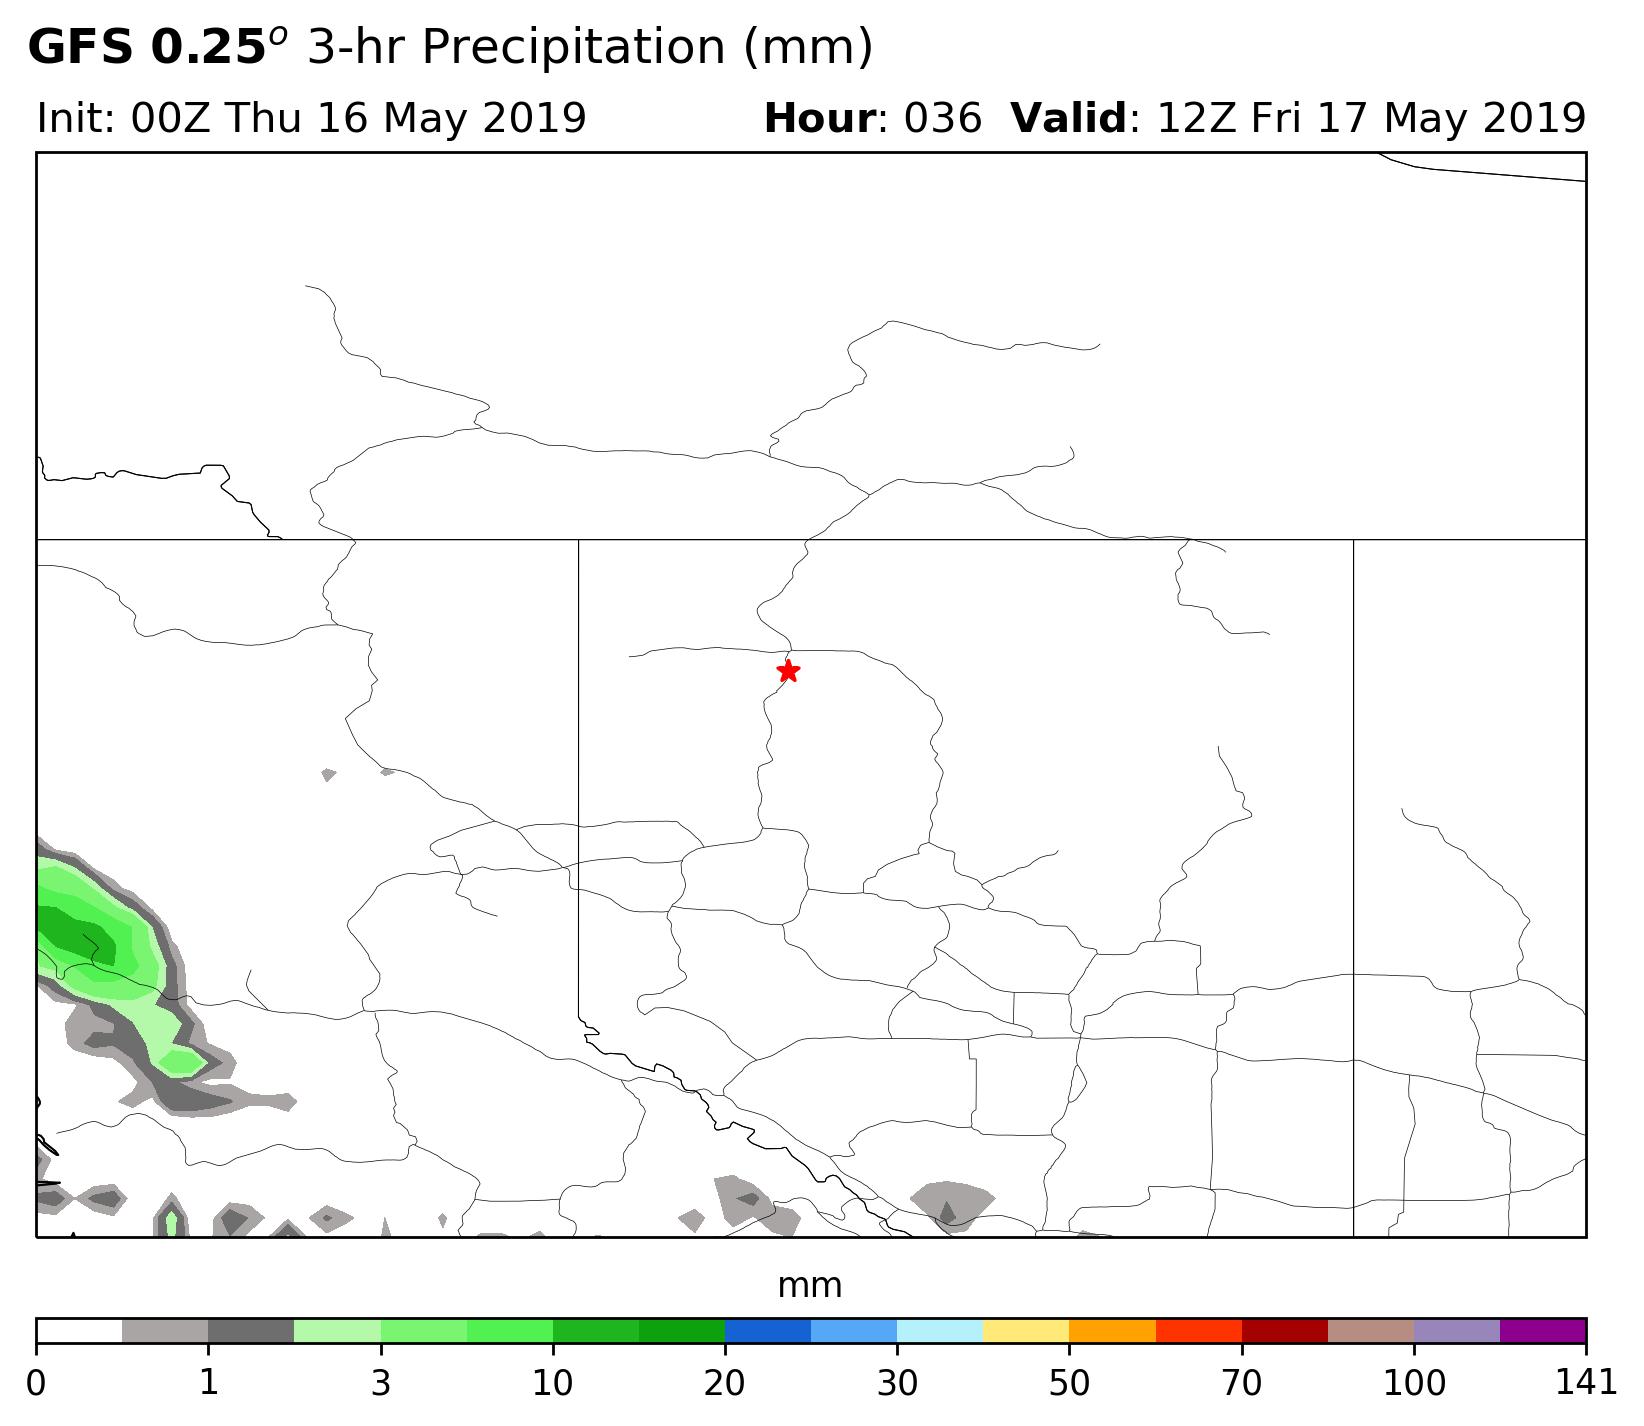 GFS 0.25° 3-hr Precipitation (mm)
Init: 00Z Thu 16 May 2019 Hour: 036 Valid: 12Z Fri 17 May 2019
mm
0 1 3 10 20 30 50 70 100 141